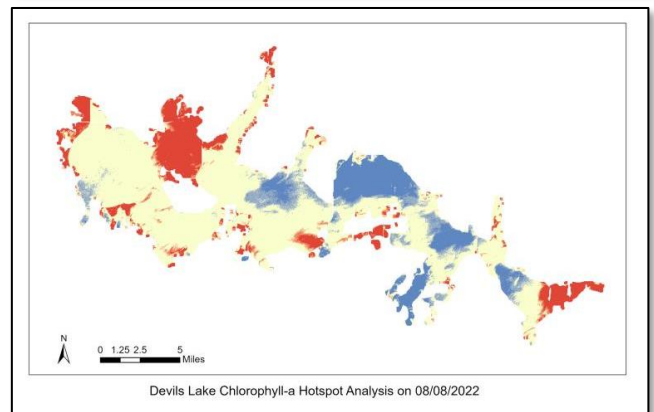 N
0 1.25 2.5 5
Miles
Devils Lake Chlorophyll-a Hotspot Analysis on 08/08/2022